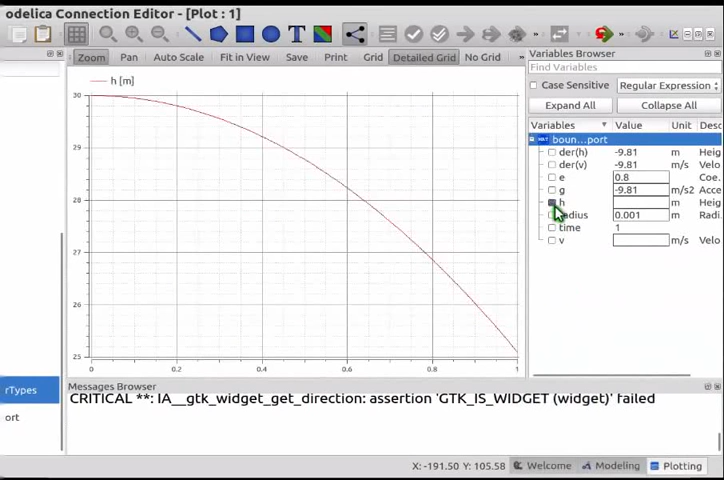 odelica Connection Editor - [Plot : 1]
Zoom Pan Auto Scale Fit in View Save Print Grid Detailed Grid No Grid »
Variables Browser
Find Variables
Case Sensitive Regular Expression
Expand All Collapse All
Variables Value Unit Desc
boun...port
der(h) -9.81 m Heig
der(v) -9.81 m/s Velo
e 0.8 Coe.
g -9.81 m/s2 Acce
h m Heig
radius 0.001 m Radi.
time 1
v m/s Velo
h [m]
30
29
28
27
26
25
0 0.2 0.4 0.6 0.8 1
rTypes
ort
Messages Browser
CRITICAL **: IA__gtk_widget_get_direction: assertion 'GTK_IS_WIDGET (widget)' failed
X: -191.50 Y: 105.58 Welcome Modeling Plotting